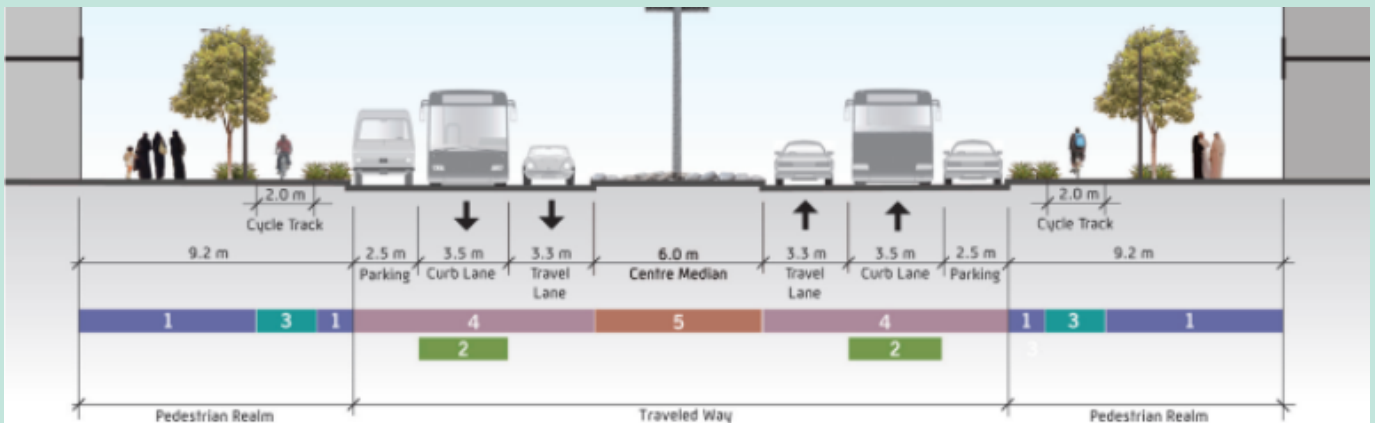 2.0 m
Cycle Track
2.0 m
Cycle Track
9.2 m
2.5 m
Parking
3.5 m
Curb Lane
3.3 m
Travel
Lane
6.0 m
Centre Median
3.3 m
Travel
Lane
3.5 m
Curb Lane
2.5 m
Parking
9.2 m
1 3 1 4 5 4 1 3 1
2 2 3
Pedestrian Realm
Traveled Way
Pedestrian Realm